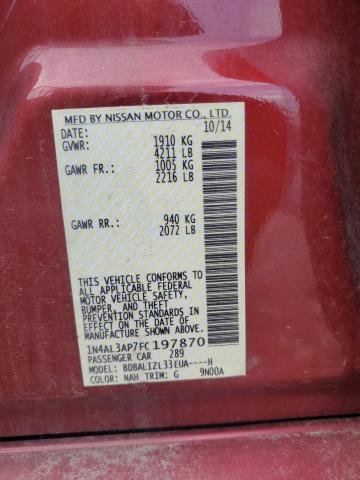 MFD BY NISSAN MOTOR CO., LTD.
DATE: 10/14
GVWR: 1910 KG
4211 LB
GAWR FR.: 1005 KG
2216 LB
GAWR RR.: 940 KG
2072 LB
THIS VEHICLE CONFORMS
TO ALL APPLICABLE FEDERAL
MOTOR VEHICLE SAFETY,
BUMPER, AND THEFT
PREVENTION STANDARDS IN
EFFECT ON THE DATE OF
MANUFACTURE SHOWN ABOVE.
1N4AL3AP7FC197870
PASSENGER CAR 289
MODEL: BDBALIZL33EUA----H
COLOR: NAH TRIM: G 9N00A